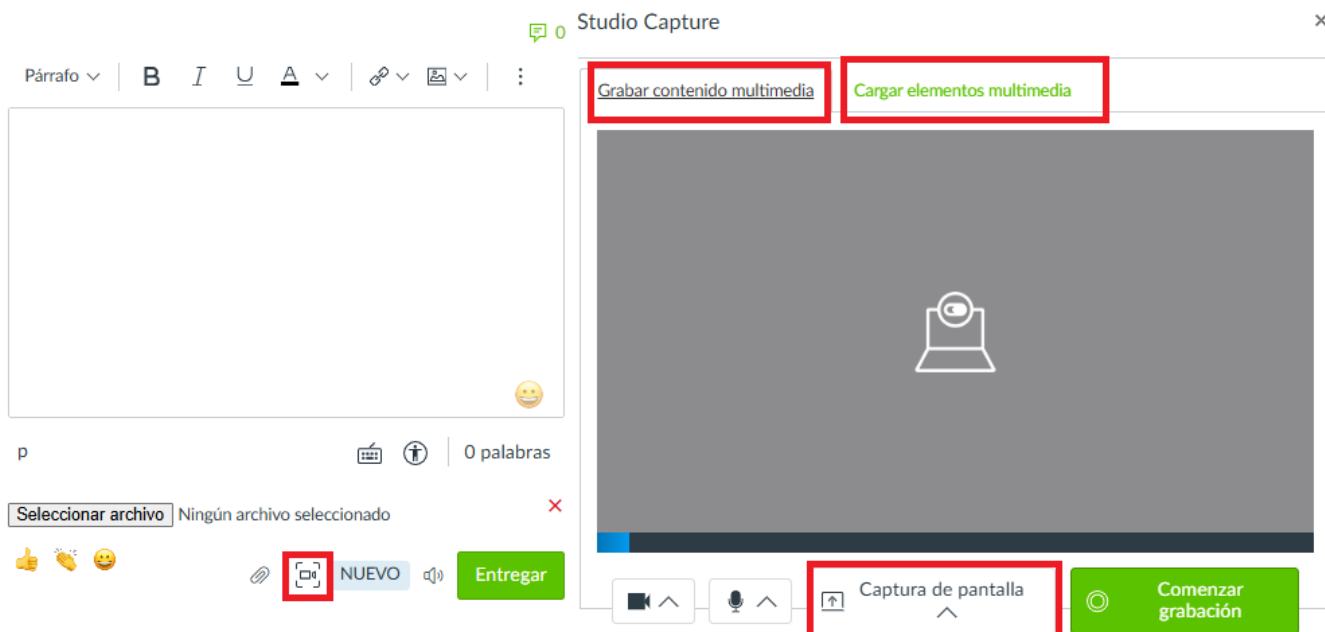 0
Párrafo
B I U A
p
0 palabras
Seleccionar archivo Ningún archivo seleccionado
NUEVO
Entregar
Studio Capture
Grabar contenido multimedia
Cargar elementos multimedia
Captura de pantalla
Comenzar
grabación